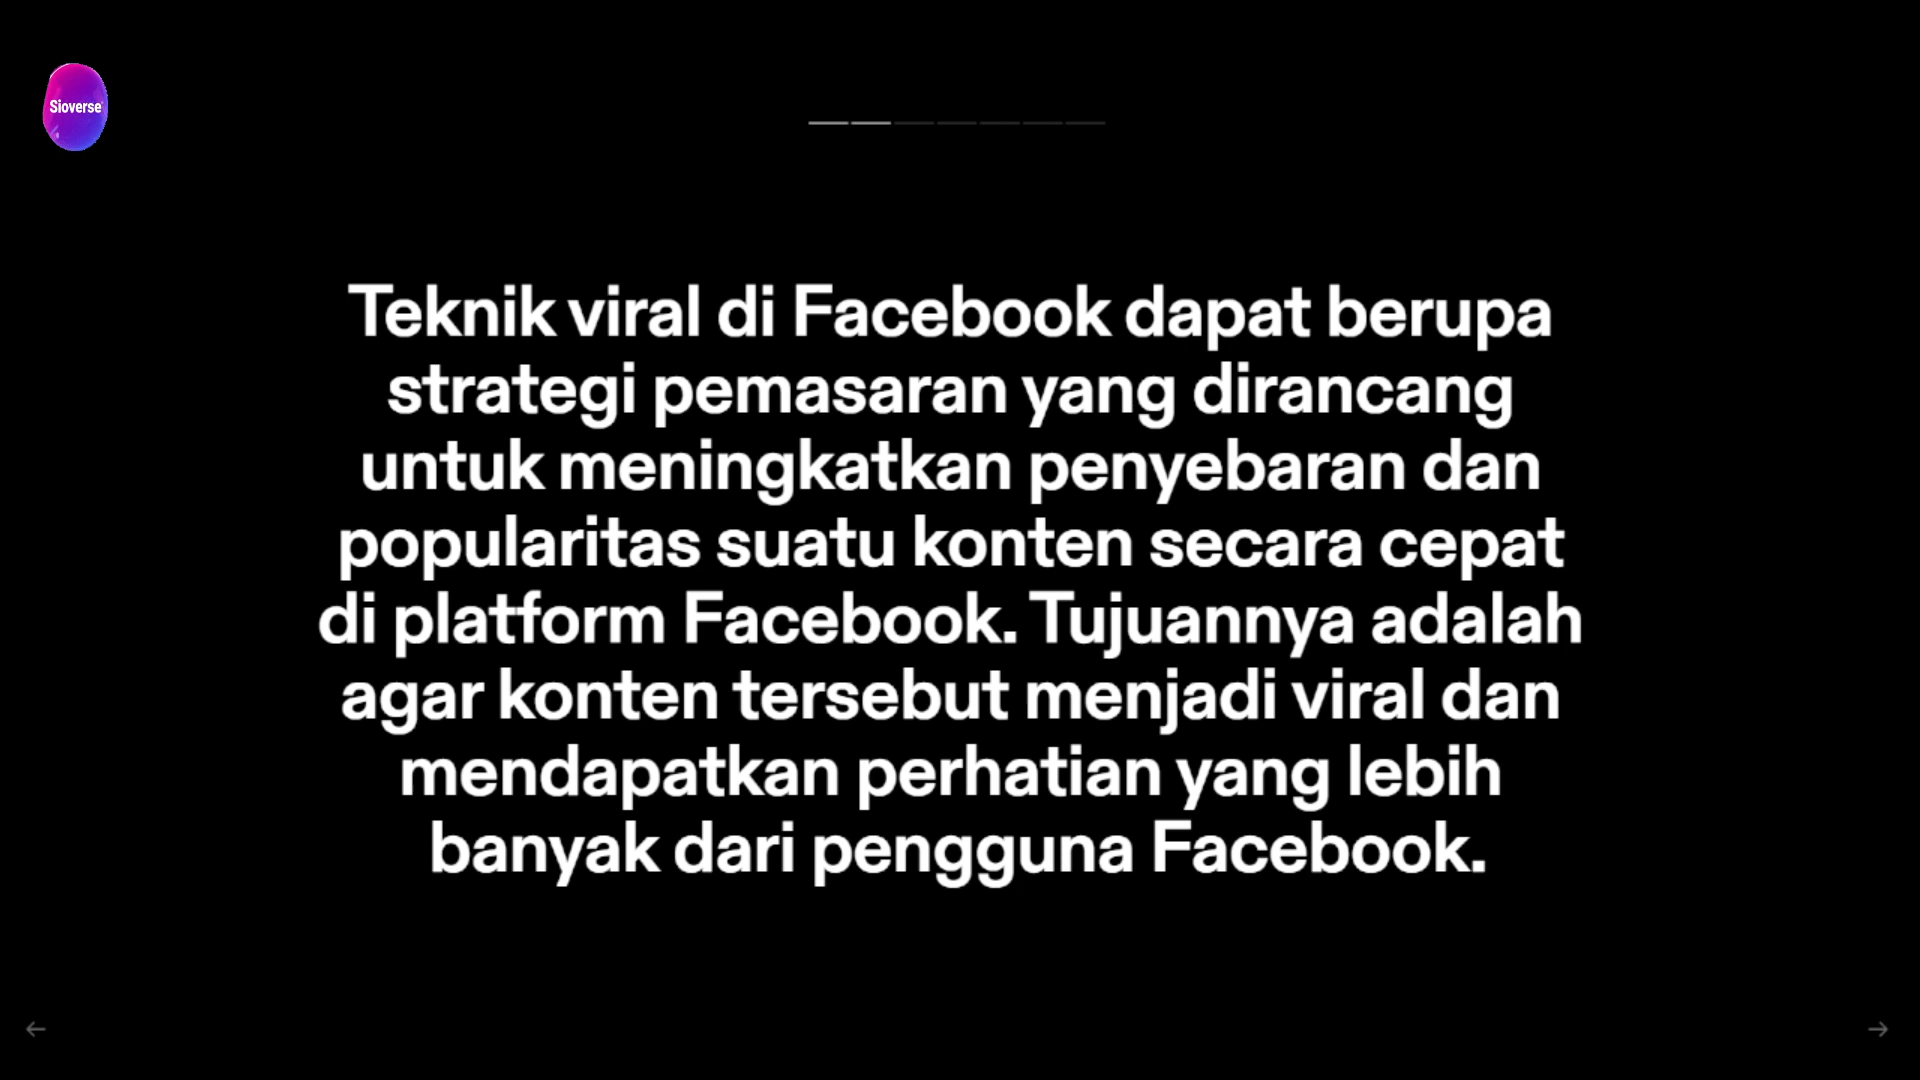 Sioverse
Teknik viral di Facebook dapat berupa
strategi pemasaran yang dirancang
untuk meningkatkan penyebaran dan
popularitas suatu konten secara cepat
di platform Facebook. Tujuannya adalah
agar konten tersebut menjadi viral dan
mendapatkan perhatian yang lebih
banyak dari pengguna Facebook.